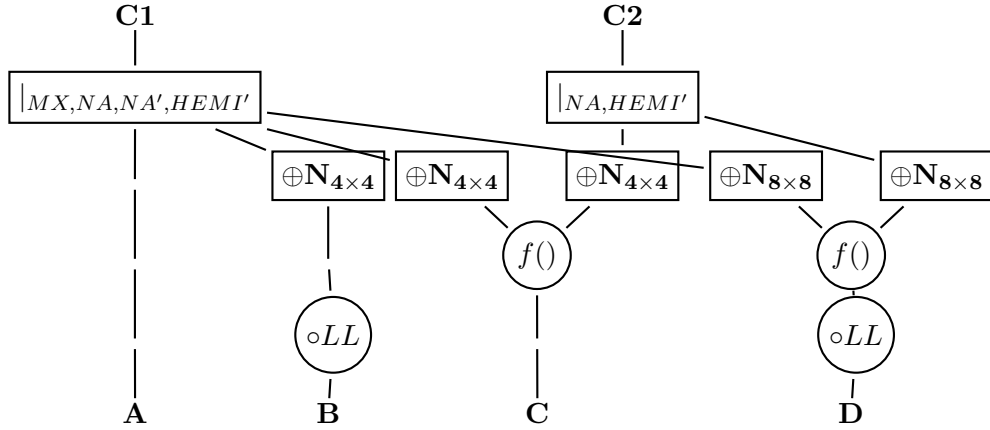 C1 C2
|MX,NA,NA′,HEMI′ |NA,HEMI′
⊕N4×4 ⊕N4×4 ⊕N4×4 ⊕N8×8 ⊕N8×8
f() f()
∘LL ∘LL
A B C D